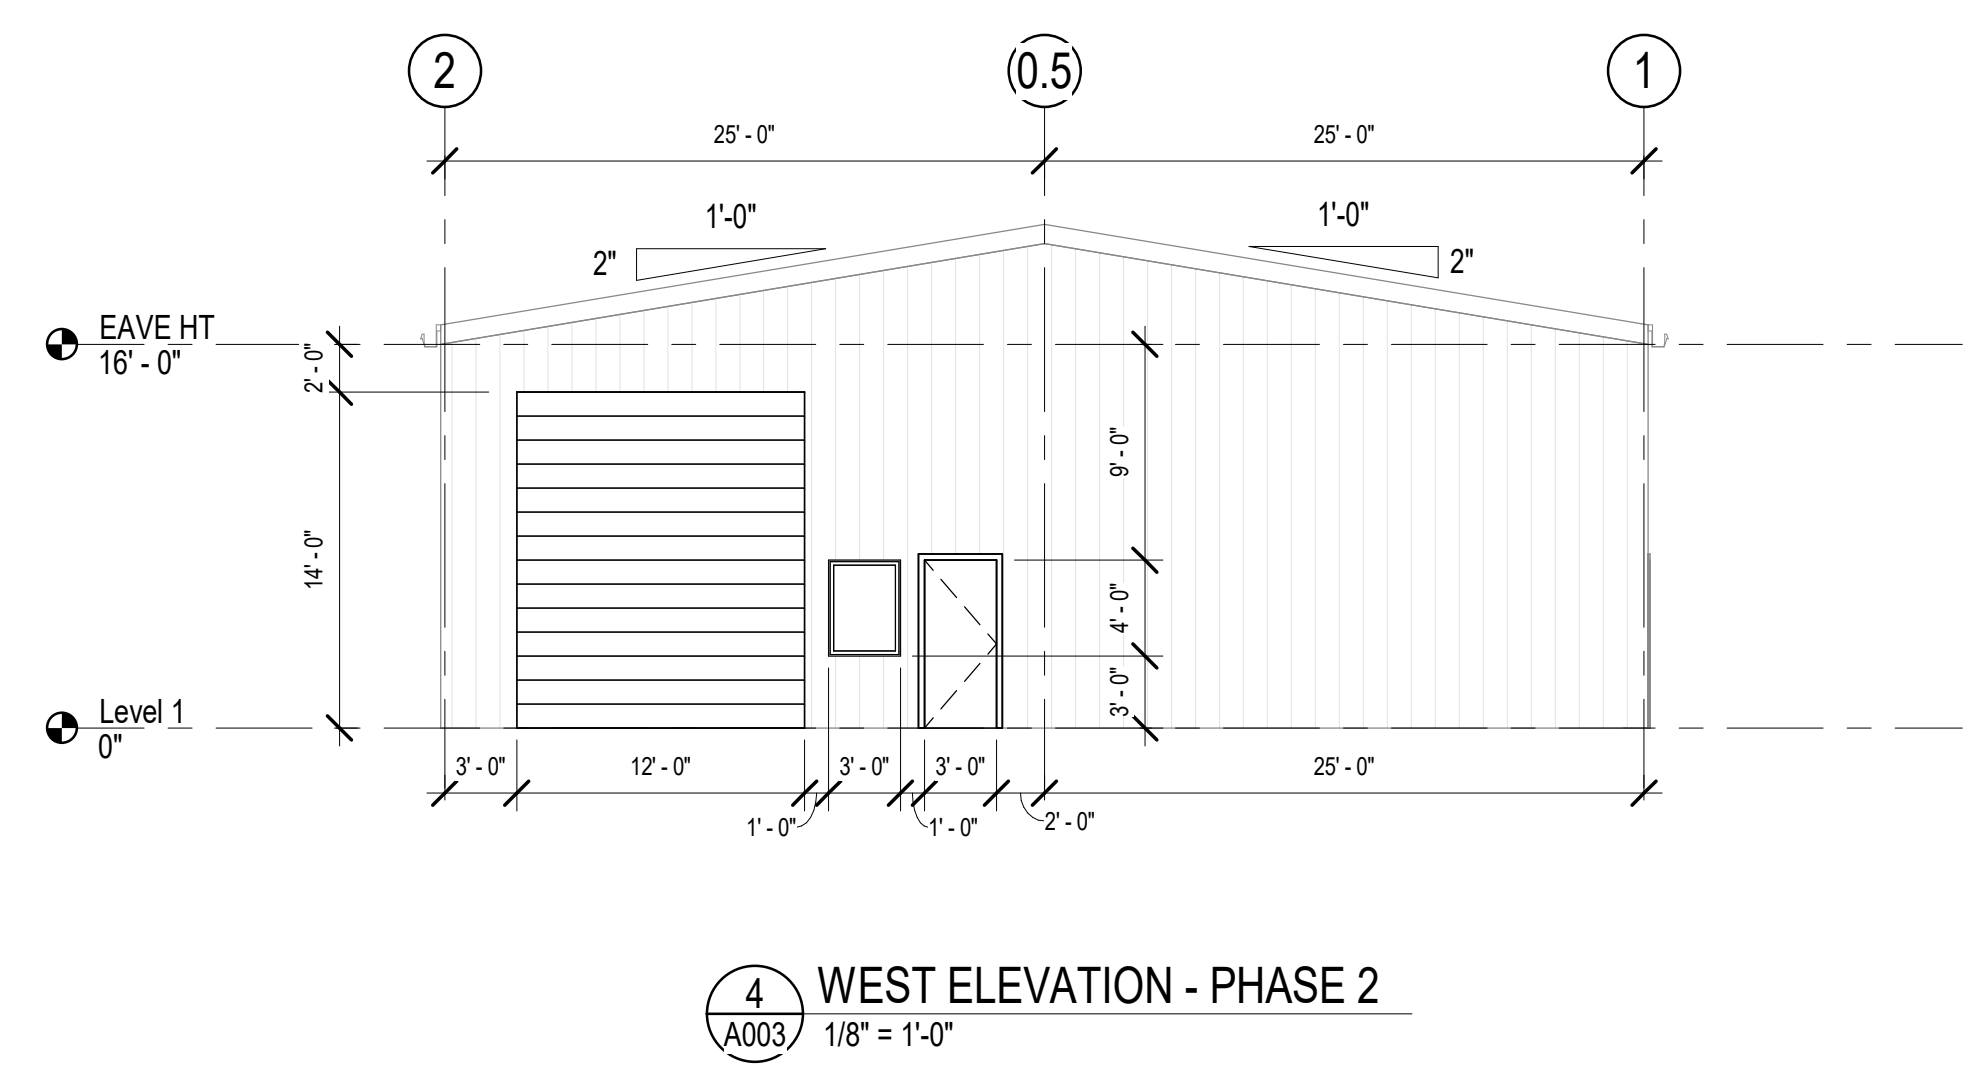 2
0.5
1
25' - 0"
25' - 0"
1'-0"
1'-0"
2"
2"
EAVE HT
16' - 0"
2' - 0"
9' - 0"
14' - 0"
4' - 0"
3' - 0"
Level 1
0"
3' - 0"
12' - 0"
3' - 0"
3' - 0"
25' - 0"
1' - 0"
1' - 0"
2' - 0"
4
A003
WEST ELEVATION - PHASE 2
1/8" = 1'-0"